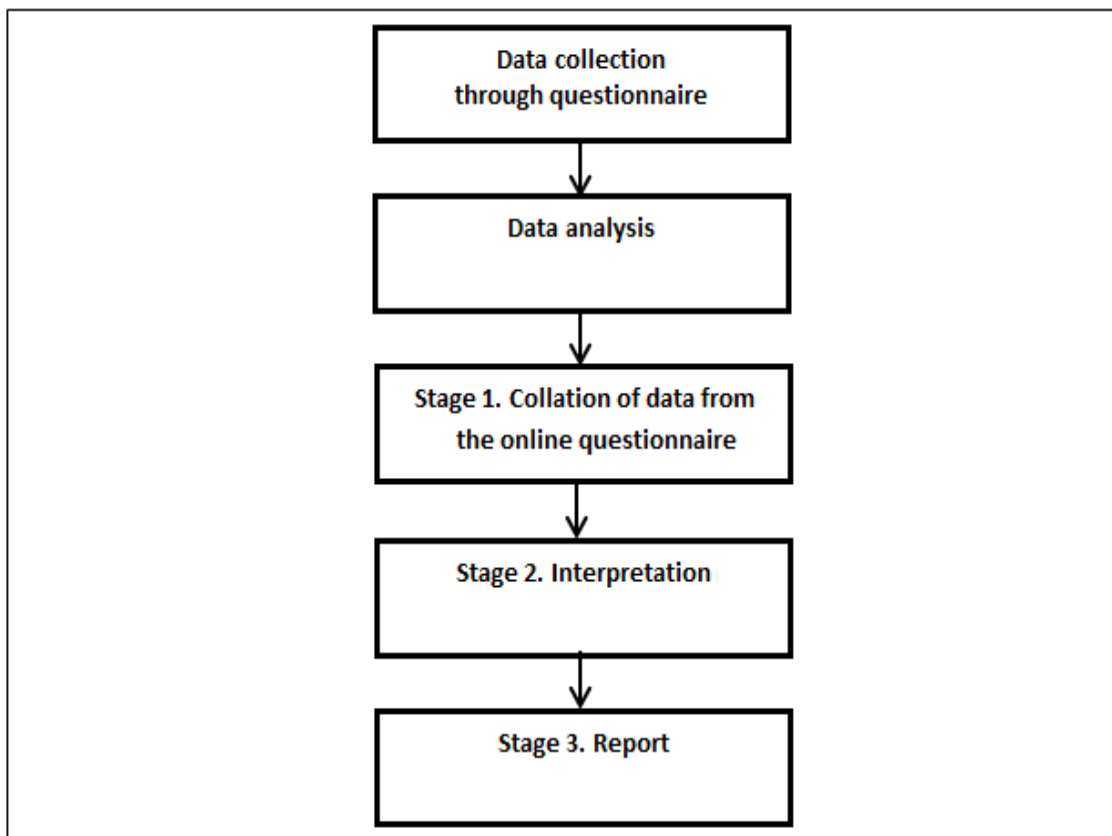 Data collection
through questionnaire
Data analysis
Stage 1. Collation of data from
the online questionnaire
Stage 2. Interpretation
Stage 3. Report